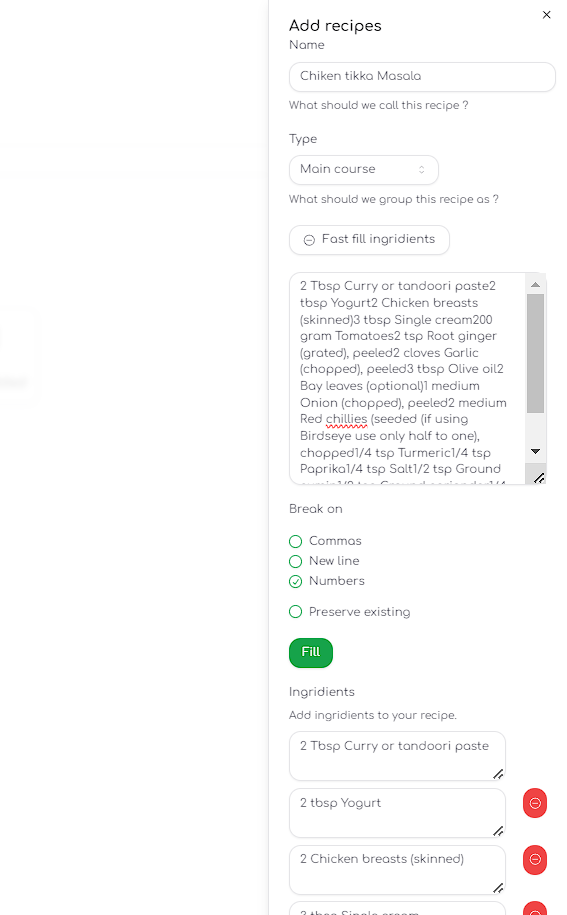 Add recipes
Name
Chiken tikka Masala
What should we call this recipe ?
Type
Main course
What should we group this recipe as ?
Fast fill ingridients
2 Tbsp Curry or tandoori paste2
tbsp Yogurt2 Chicken breasts
(skinned)3 tbsp Single cream200
gram Tomatoes2 tsp Root ginger
(grated), peeled2 cloves Garlic
(chopped), peeled3 tbsp Olive oil2
Bay leaves (optional)1 medium
Onion (chopped), peeled2 medium
Red chillies (seeded (if using
Birdseye use only half to one),
chopped1/4 tsp Turmeric1/4 tsp
Paprika1/4 tsp Salt1/2 tsp Ground
Break on
Commas
New line
Numbers
Preserve existing
Fill
Ingridients
Add ingridients to your recipe.
2 Tbsp Curry or tandoori paste
2 tbsp Yogurt
2 Chicken breasts (skinned)
3 tbsp Single cream